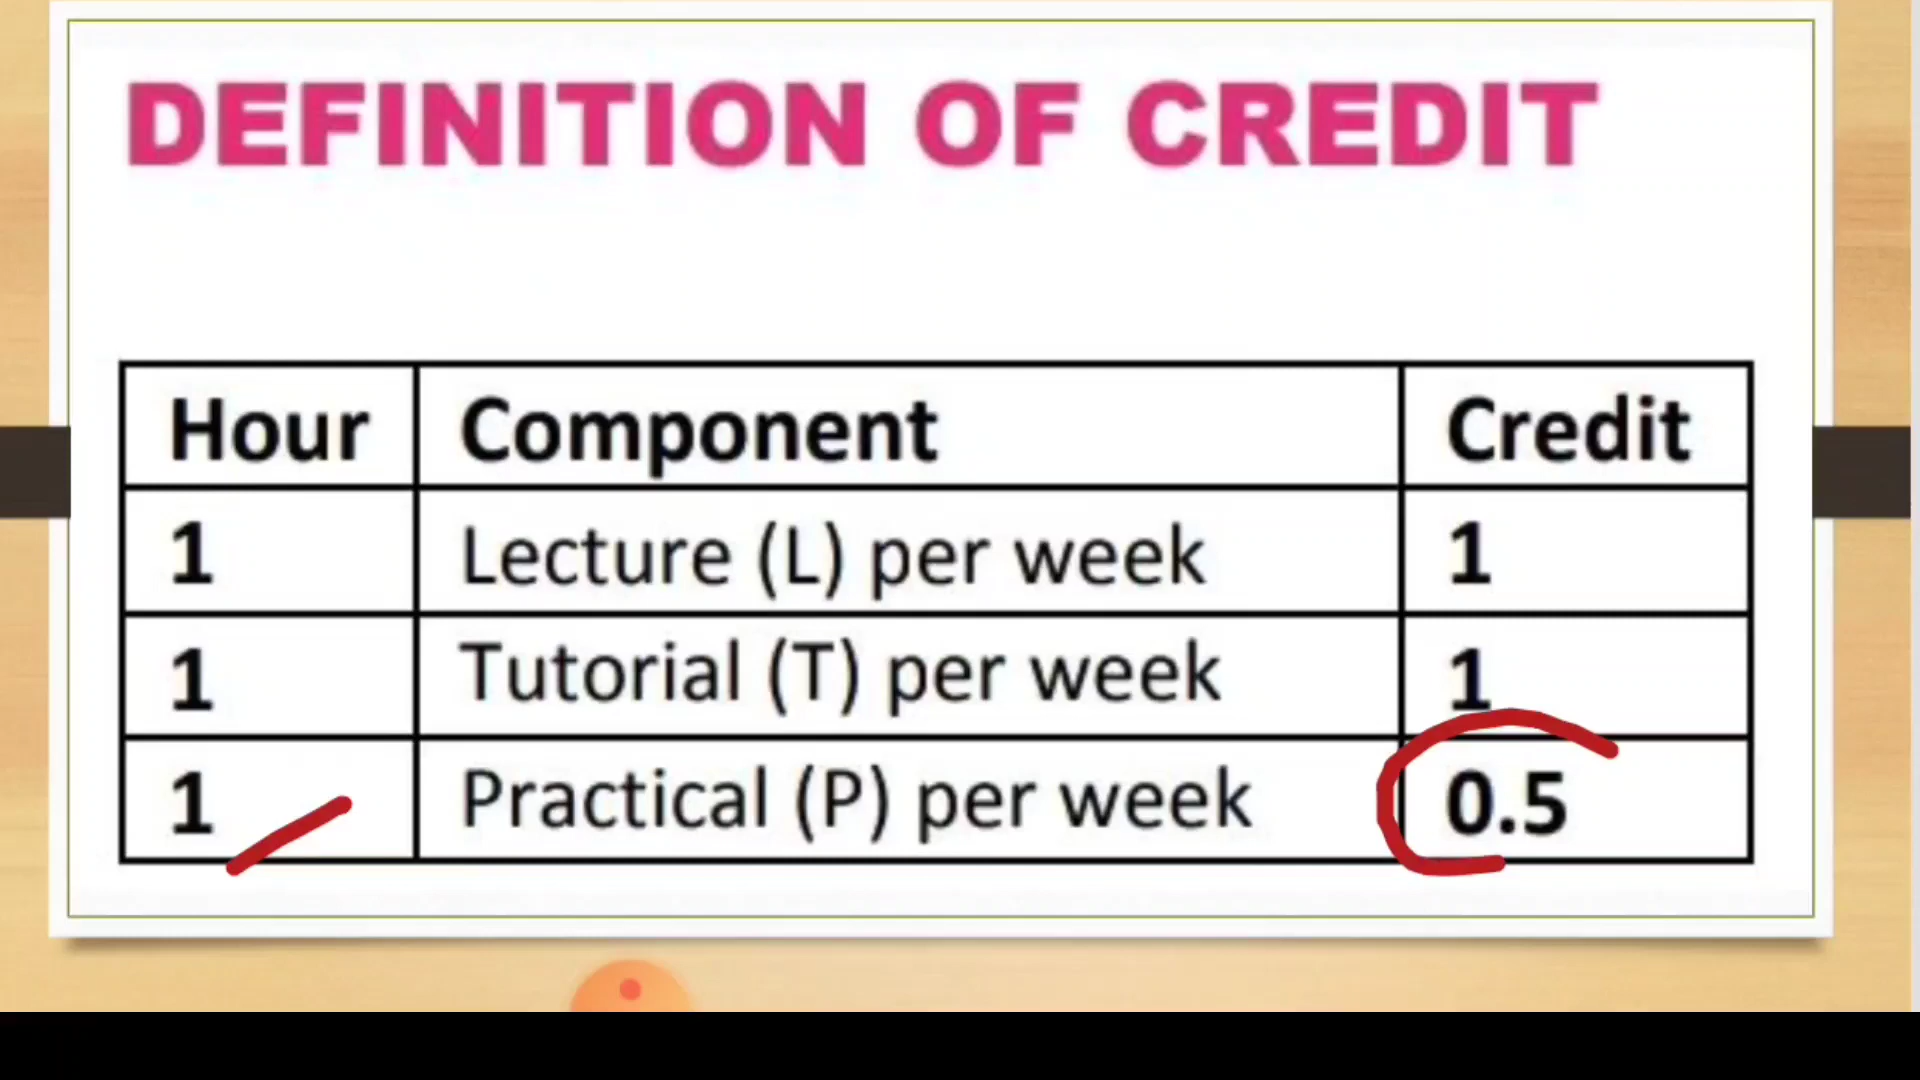 DEFINITION OF CREDIT
Hour Component Credit
1 Lecture (L) per week 1
1 Tutorial (T) per week 1
1 Practical (P) per week 0.5